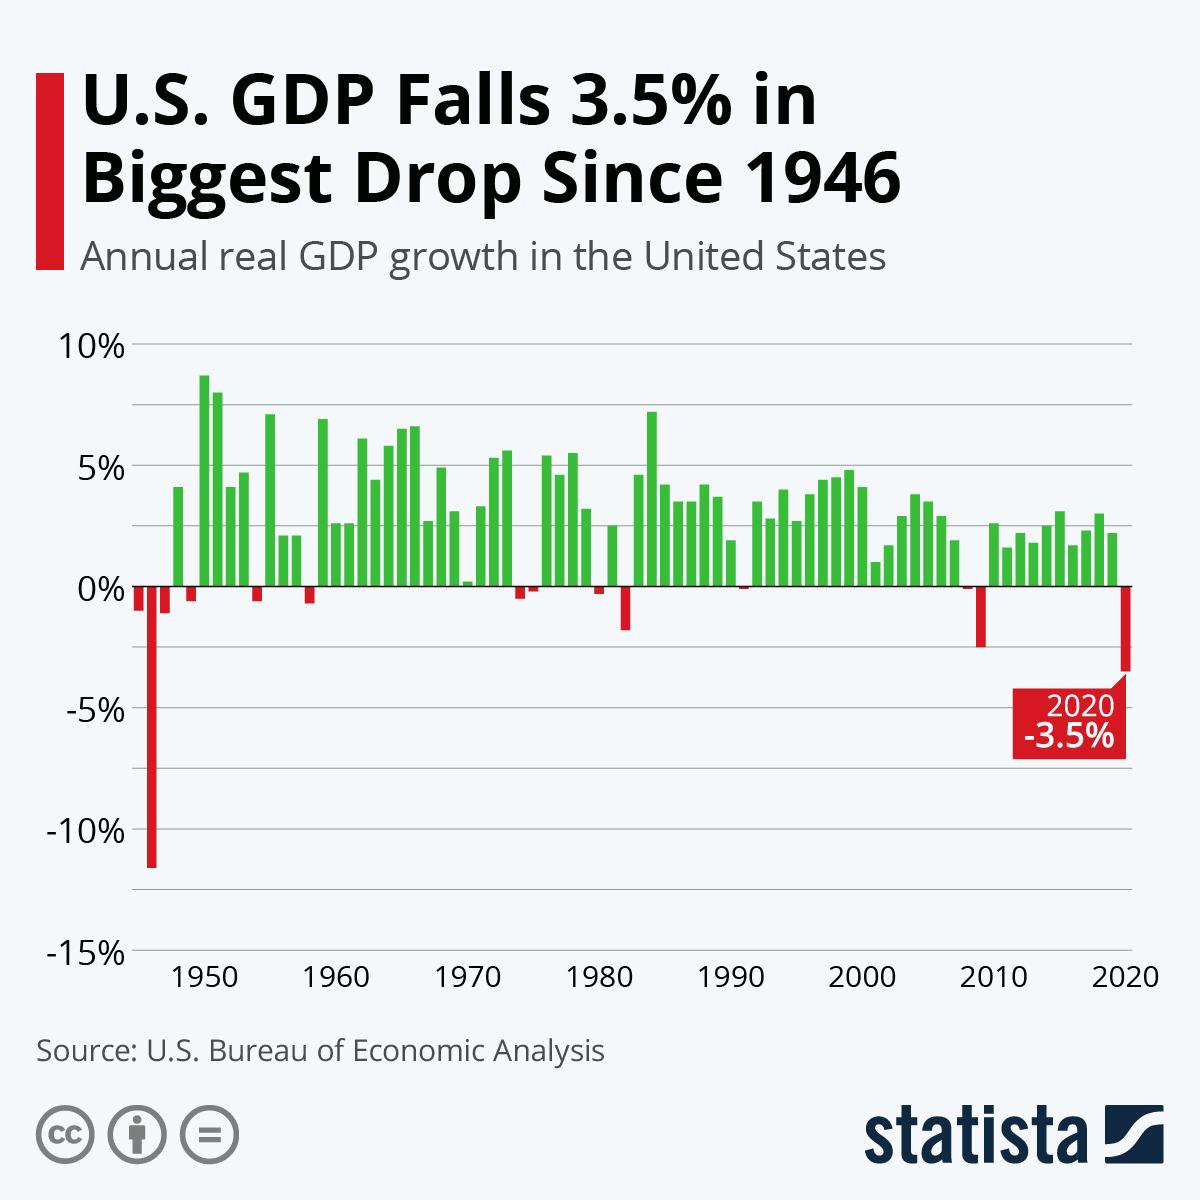 U.S. GDP Falls 3.5% in
Biggest Drop Since 1946
Annual real GDP growth in the United States
10%
5%
0%
-5%
-10%
-15%
2020
-3.5%
1950 1960 1970 1980 1990 2000 2010 2020
Source: U.S. Bureau of Economic Analysis
cc
statista